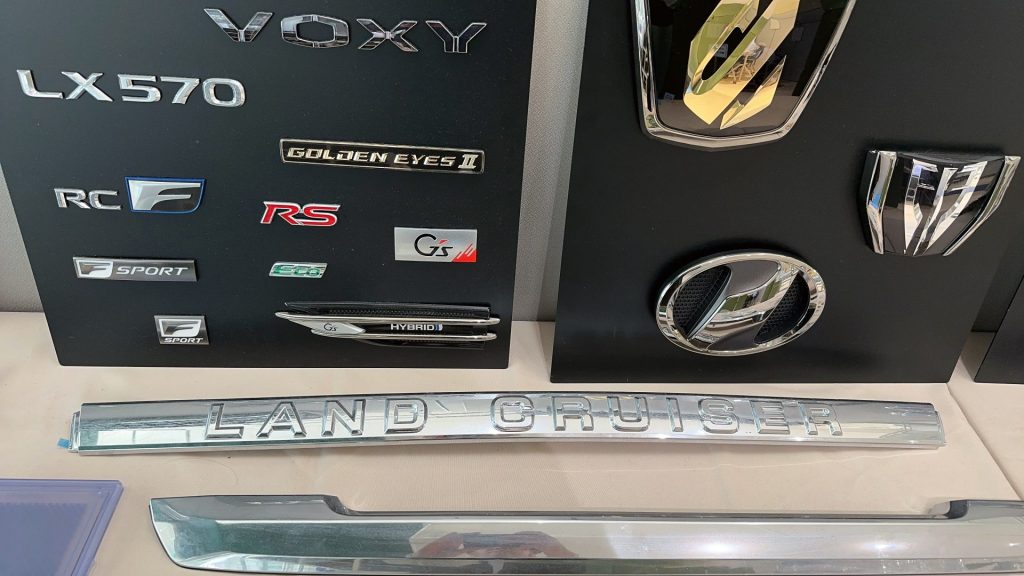 VOXY
LX570
GOLDEN EYES II
RC F
RS
G's
F SPORT
F SPORT
G's HYBRID
LAND CRUISER